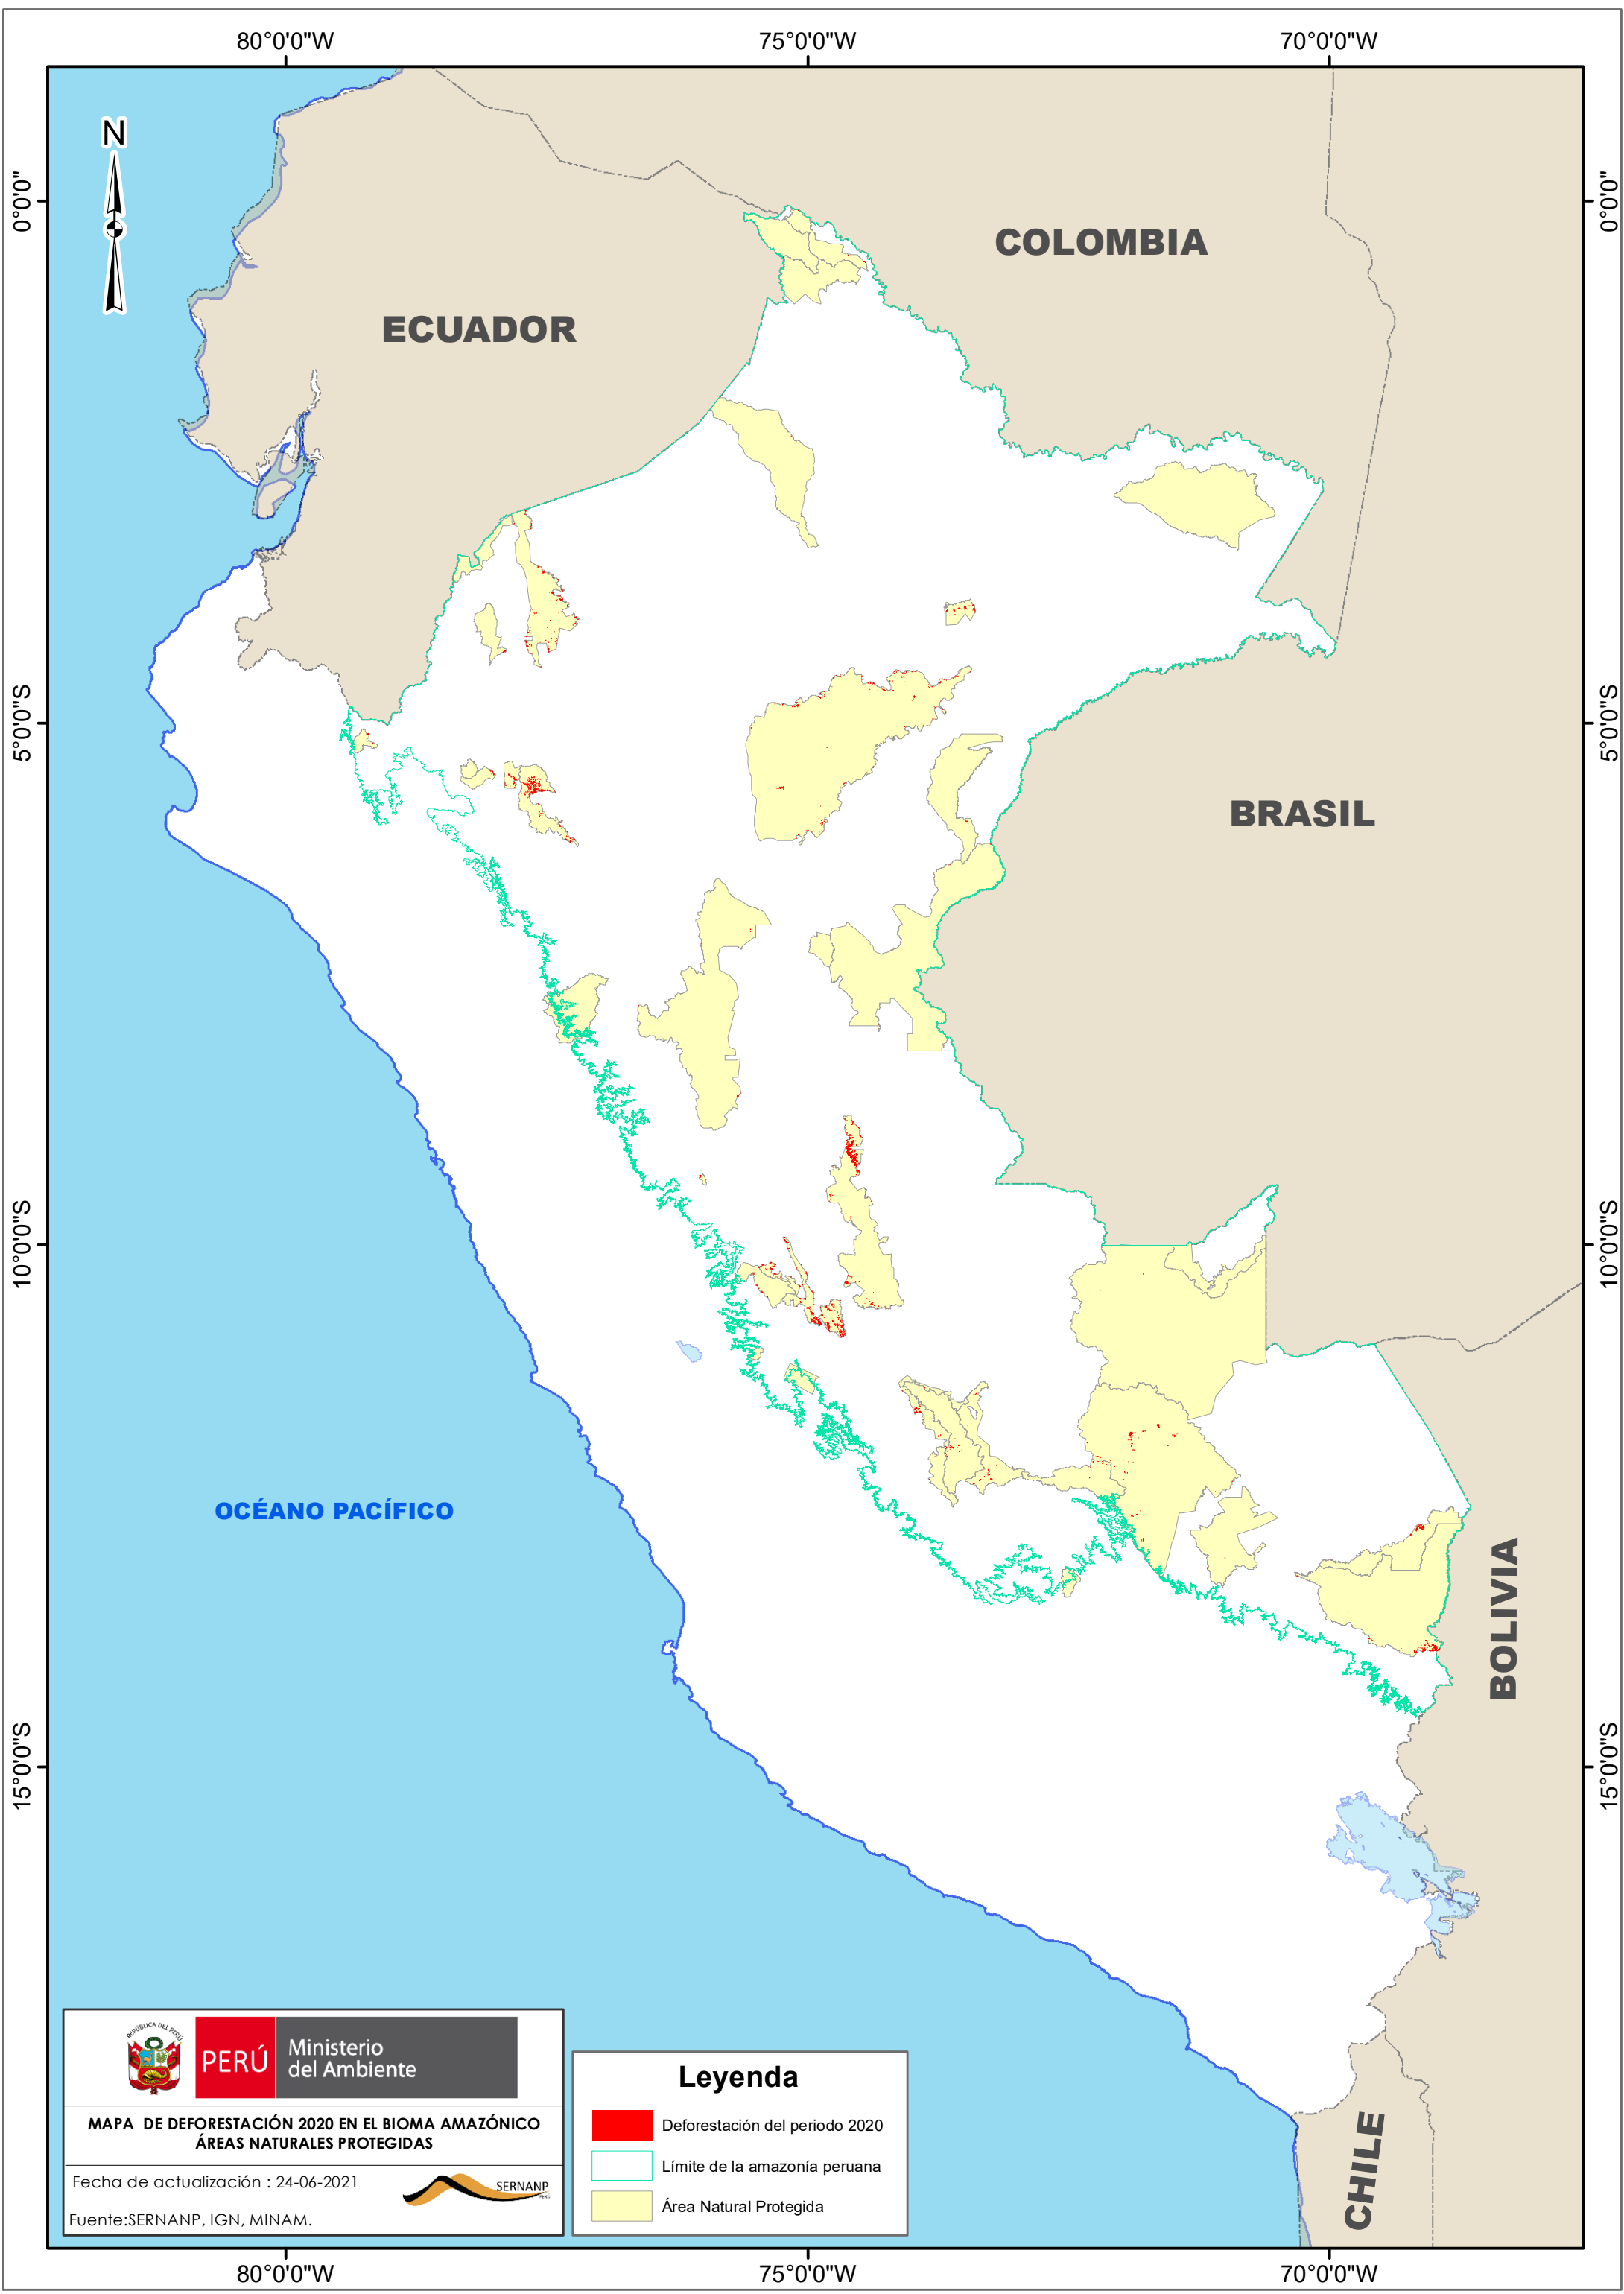 80°0'0"W 75°0'0"W 70°0'0"W
N
0°0'0" 0°0'0"
COLOMBIA
ECUADOR
5°0'0"S 5°0'0"S
BRASIL
10°0'0"S 10°0'0"S
OCÉANO PACÍFICO
BOLIVIA
15°0'0"S 15°0'0"S
CHILE
REPÚBLICA DEL PERÚ
PERÚ
Ministerio
del Ambiente
MAPA DE DEFORESTACIÓN 2020 EN EL BIOMA AMAZÓNICO
ÁREAS NATURALES PROTEGIDAS
Fecha de actualización : 24-06-2021
SERNANP
Fuente:SERNANP, IGN, MINAM.
Leyenda
Deforestación del periodo 2020
Límite de la amazonía peruana
Área Natural Protegida
80°0'0"W 75°0'0"W 70°0'0"W